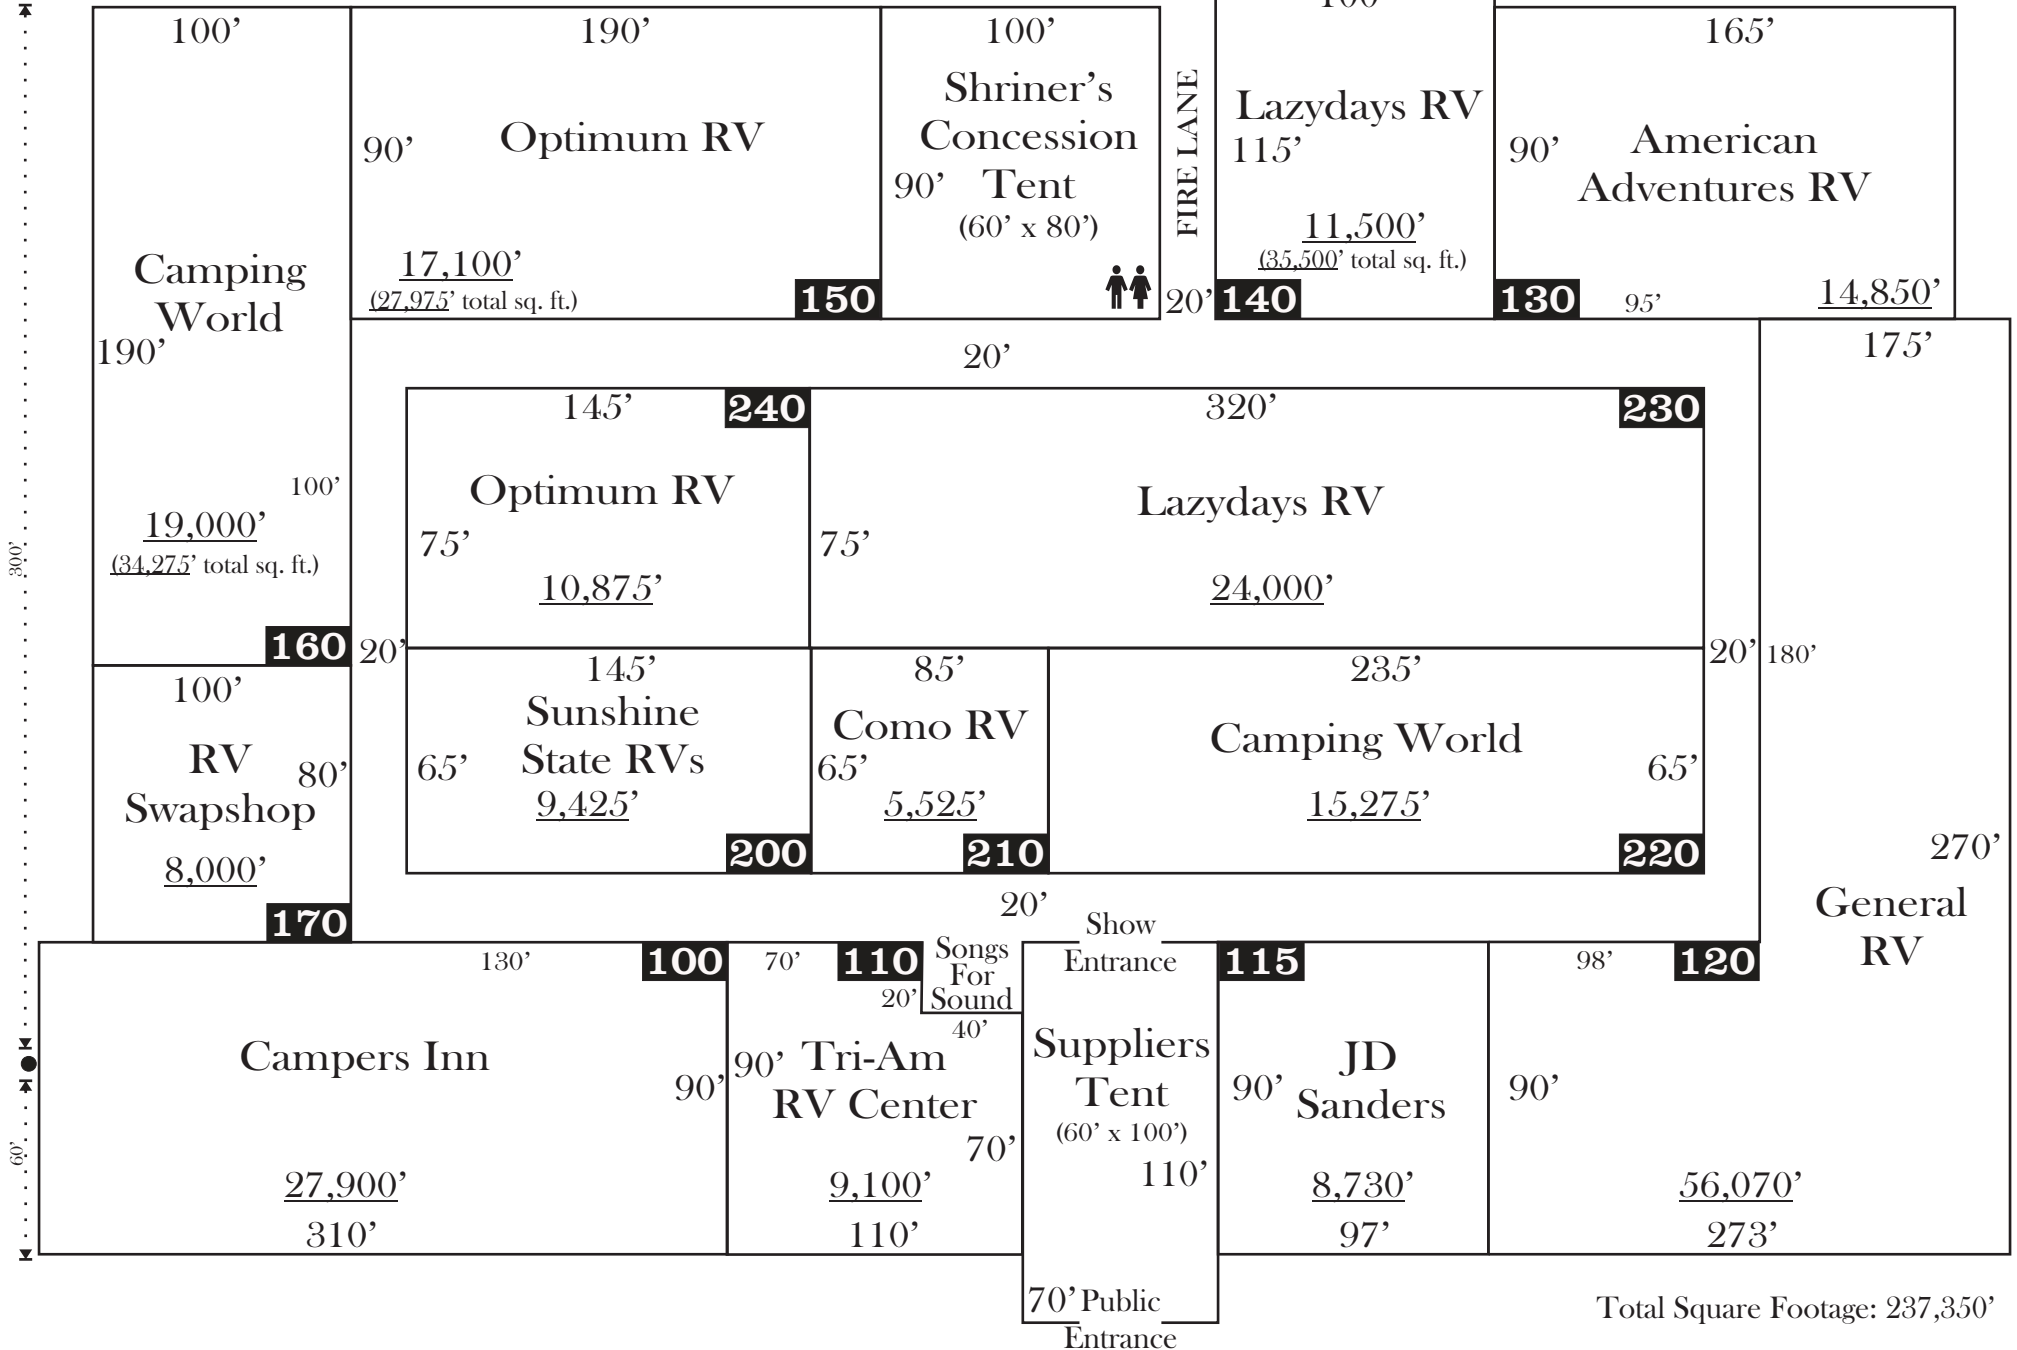 100’
190’
100’
100’
165’
Camping
World
190’
100’
19,000’
(34,275’ total sq. ft.)
160
90’
Optimum RV
17,100’
(27,975’ total sq. ft.)
150
Shriner’s
Concession
Tent
90’
(60’ x 80’)
FIRE LANE
20’
Lazydays RV
115’
11,500’
(35,500’ total sq. ft.)
140
90’
American
Adventures RV
14,850’
130
95’
20’
175’
145’
240
Optimum RV
75’
10,875’
320’
230
Lazydays RV
75’
24,000’
300’
20’
20’
180’
100’
RV
Swapshop
80’
8,000’
170
145’
Sunshine
State RVs
65’
9,425’
200
85’
Como RV
65’
5,525’
210
235’
Camping World
65’
15,275’
220
270’
General
RV
20’
Show
Entrance
130’
100
Campers Inn
90’
27,900’
310’
70’
110
20’
Songs
For
Sound
40’
90’
Tri-Am
RV Center
70’
9,100’
110’
Suppliers
Tent
(60’ x 100’)
110’
115
90’
JD
Sanders
8,730’
97’
98’
120
90’
56,070’
273’
60’
70’
Public
Entrance
Total Square Footage: 237,350’